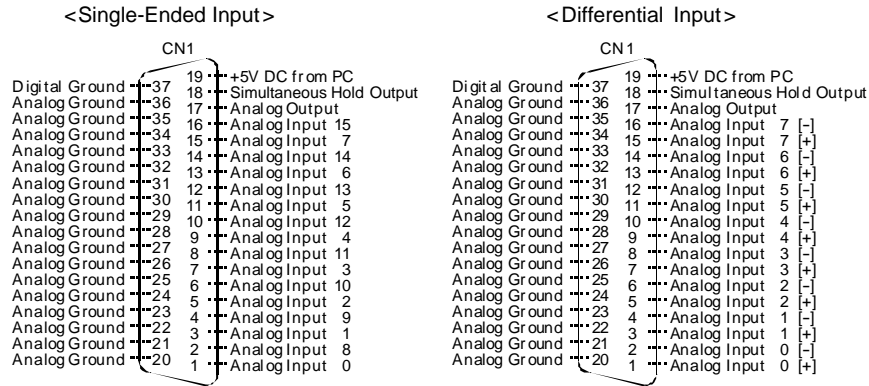 <Single-Ended Input>
CN1
19 +5V DC from PC
Digital Ground 37
18 Simultaneous Hold Output
Analog Ground 36
17 Analog Output
Analog Ground 35
16 Analog Input 15
Analog Ground 34
15 Analog Input 7
Analog Ground 33
14 Analog Input 14
Analog Ground 32
13 Analog Input 6
Analog Ground 31
12 Analog Input 13
Analog Ground 30
11 Analog Input 5
Analog Ground 29
10 Analog Input 12
Analog Ground 28
9 Analog Input 4
Analog Ground 27
8 Analog Input 11
Analog Ground 26
7 Analog Input 3
Analog Ground 25
6 Analog Input 10
Analog Ground 24
5 Analog Input 2
Analog Ground 23
4 Analog Input 9
Analog Ground 22
3 Analog Input 1
Analog Ground 21
2 Analog Input 8
Analog Ground 20
1 Analog Input 0
<Differential Input>
CN1
19 +5V DC from PC
Digital Ground 37
18 Simultaneous Hold Output
Analog Ground 36
17 Analog Output
Analog Ground 35
16 Analog Input 7 [-]
Analog Ground 34
15 Analog Input 7 [+]
Analog Ground 33
14 Analog Input 6 [-]
Analog Ground 32
13 Analog Input 6 [+]
Analog Ground 31
12 Analog Input 5 [-]
Analog Ground 30
11 Analog Input 5 [+]
Analog Ground 29
10 Analog Input 4 [-]
Analog Ground 28
9 Analog Input 4 [+]
Analog Ground 27
8 Analog Input 3 [-]
Analog Ground 26
7 Analog Input 3 [+]
Analog Ground 25
6 Analog Input 2 [-]
Analog Ground 24
5 Analog Input 2 [+]
Analog Ground 23
4 Analog Input 1 [-]
Analog Ground 22
3 Analog Input 1 [+]
Analog Ground 21
2 Analog Input 0 [-]
Analog Ground 20
1 Analog Input 0 [+]